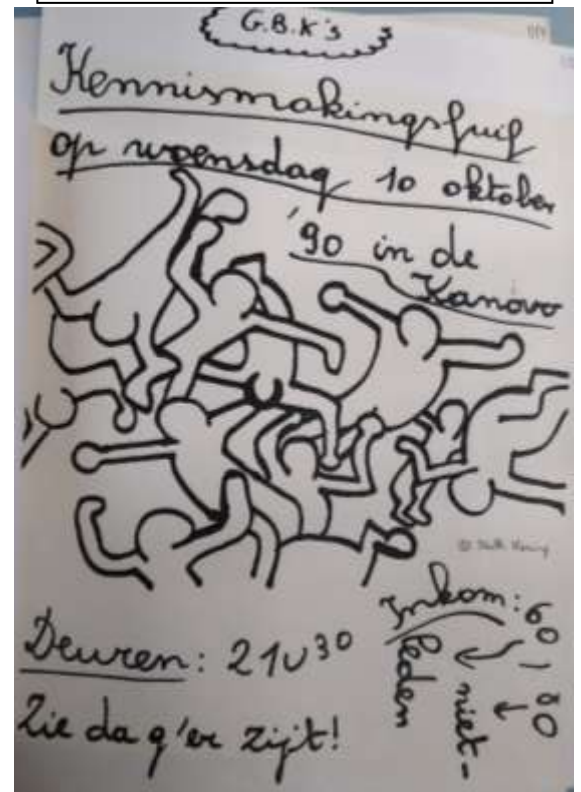 G.B.K's
Kennismakingsfuif
op woensdag 10 oktober
'90 in de
Kanovo
Inkom: 60 / 80
leden
niet-
Deuren: 21u30
Zie da g'er zijt!